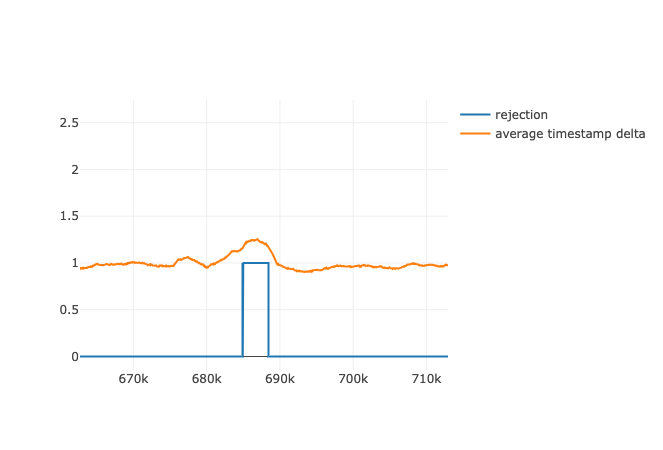 rejection
average timestamp delta
2.5
2
1.5
1
0.5
0
670k
680k
690k
700k
710k